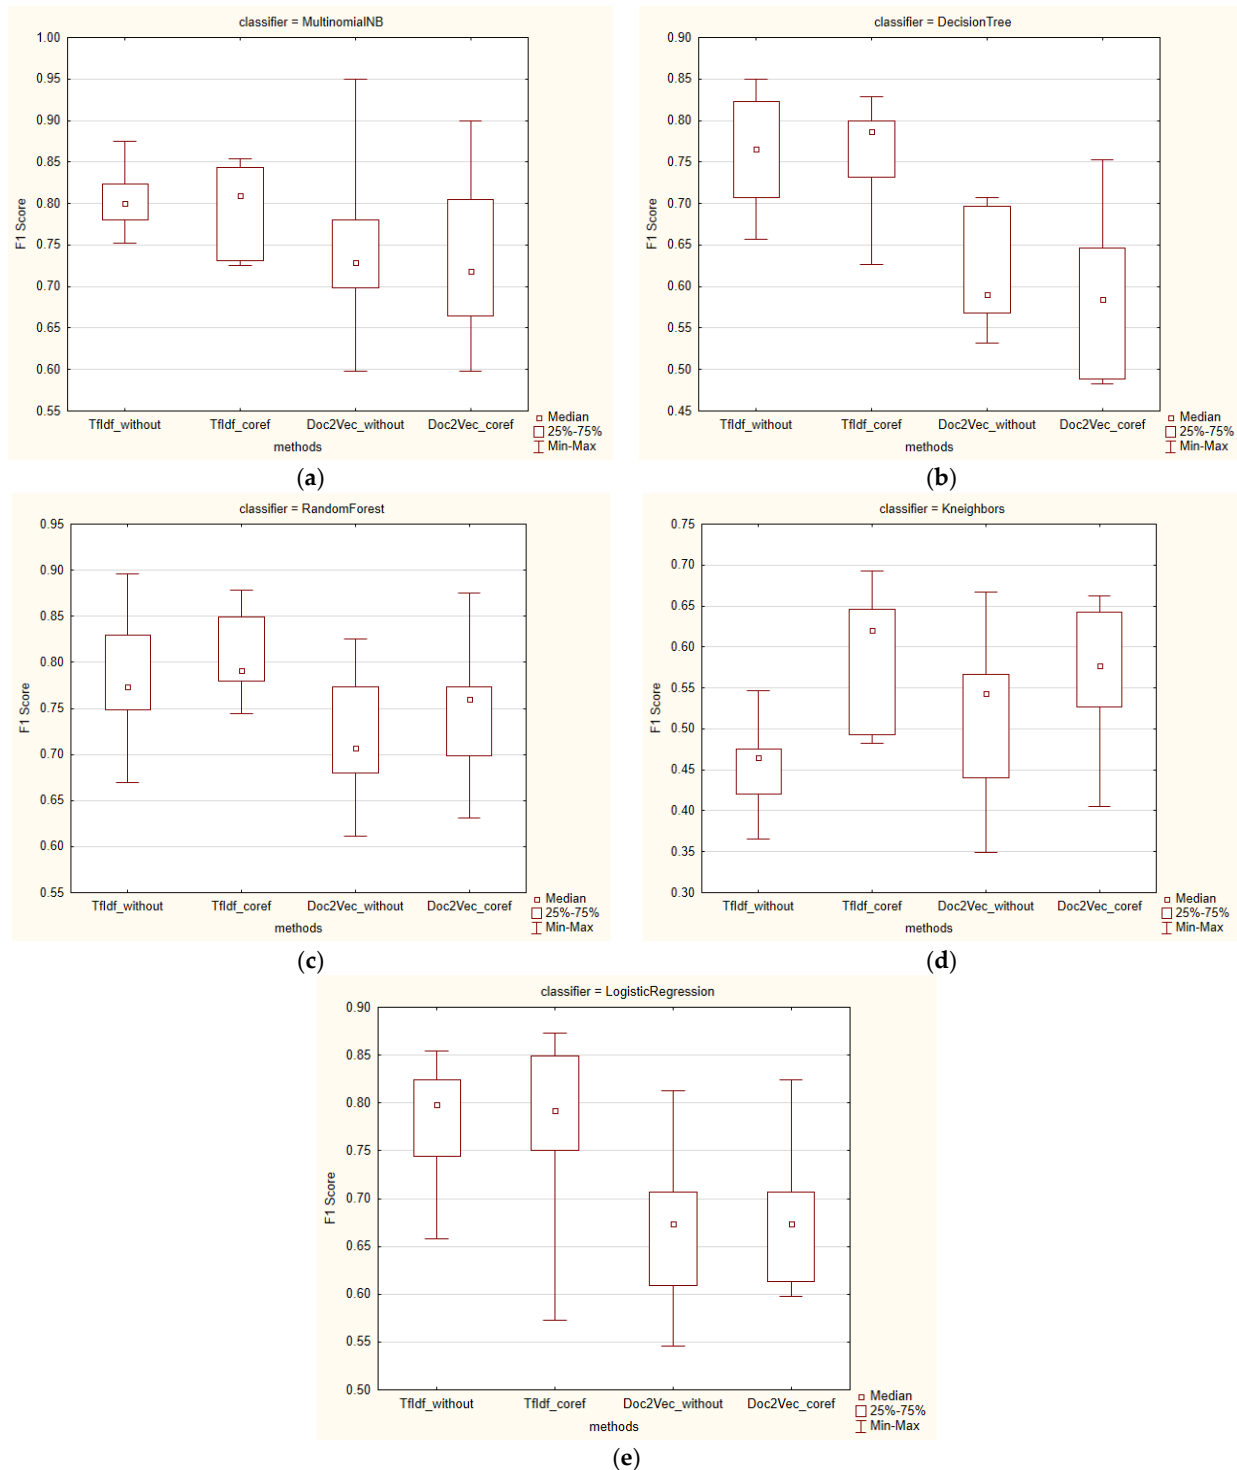 classifier = MultinomialNB
1.00
0.95
0.90
0.85
0.80
0.75
0.70
0.65
0.60
0.55
F1 Score
TfIdf_without TfIdf_coref Doc2Vec_without Doc2Vec_coref
methods
Median
25%-75%
Min-Max
(a)
classifier = DecisionTree
0.90
0.85
0.80
0.75
0.70
0.65
0.60
0.55
0.50
0.45
F1 Score
TfIdf_without TfIdf_coref Doc2Vec_without Doc2Vec_coref
methods
Median
25%-75%
Min-Max
(b)
classifier = RandomForest
0.95
0.90
0.85
0.80
0.75
0.70
0.65
0.60
0.55
F1 Score
TfIdf_without TfIdf_coref Doc2Vec_without Doc2Vec_coref
methods
Median
25%-75%
Min-Max
(c)
classifier = Kneighbors
0.75
0.70
0.65
0.60
0.55
0.50
0.45
0.40
0.35
0.30
F1 Score
TfIdf_without TfIdf_coref Doc2Vec_without Doc2Vec_coref
methods
Median
25%-75%
Min-Max
(d)
classifier = LogisticRegression
0.90
0.85
0.80
0.75
0.70
0.65
0.60
0.55
0.50
F1 Score
TfIdf_without TfIdf_coref Doc2Vec_without Doc2Vec_coref
methods
Median
25%-75%
Min-Max
(e)